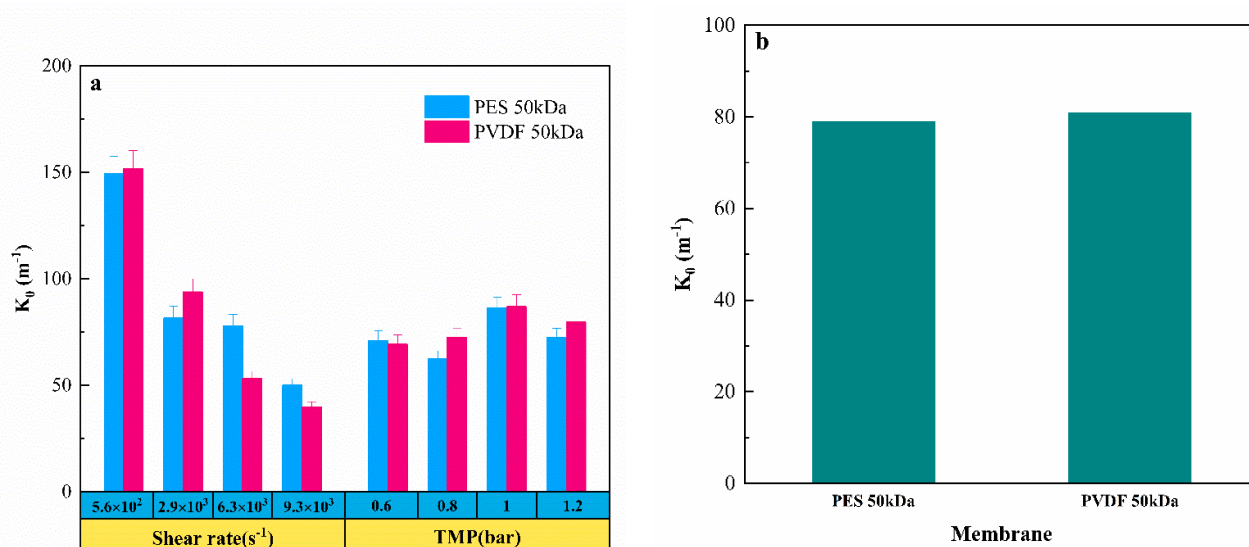 a
200
150
100
50
0
K₀ (m⁻¹)
PES 50kDa
PVDF 50kDa
5.6×10² 2.9×10³ 6.3×10³ 9.3×10³ 0.6 0.8 1 1.2
Shear rate(s⁻¹) TMP(bar)
b
100
80
60
40
20
0
K₀ (m⁻¹)
PES 50kDa PVDF 50kDa
Membrane